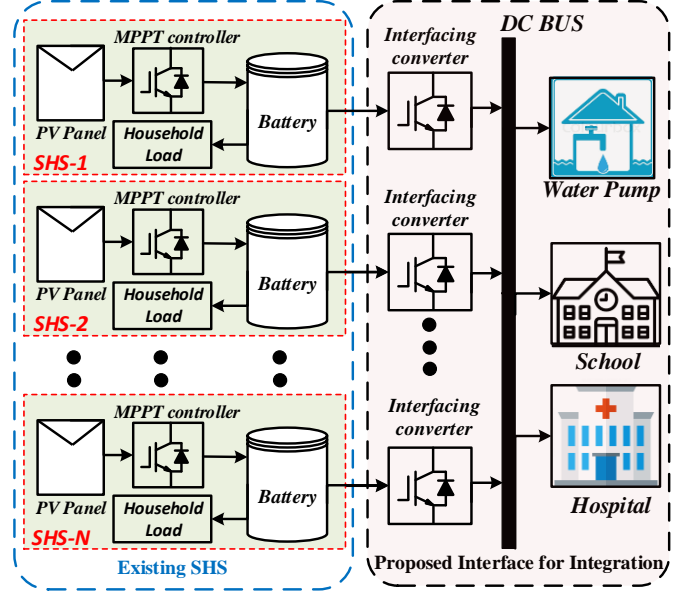 MPPT controller
PV Panel
Household
Load
Battery
SHS-1
Interfacing
converter
DC BUS
Water Pump
MPPT controller
PV Panel
Household
Load
Battery
SHS-2
Interfacing
converter
School
MPPT controller
PV Panel
Household
Load
Battery
SHS-N
Interfacing
converter
Hospital
Existing SHS
Proposed Interface for Integration